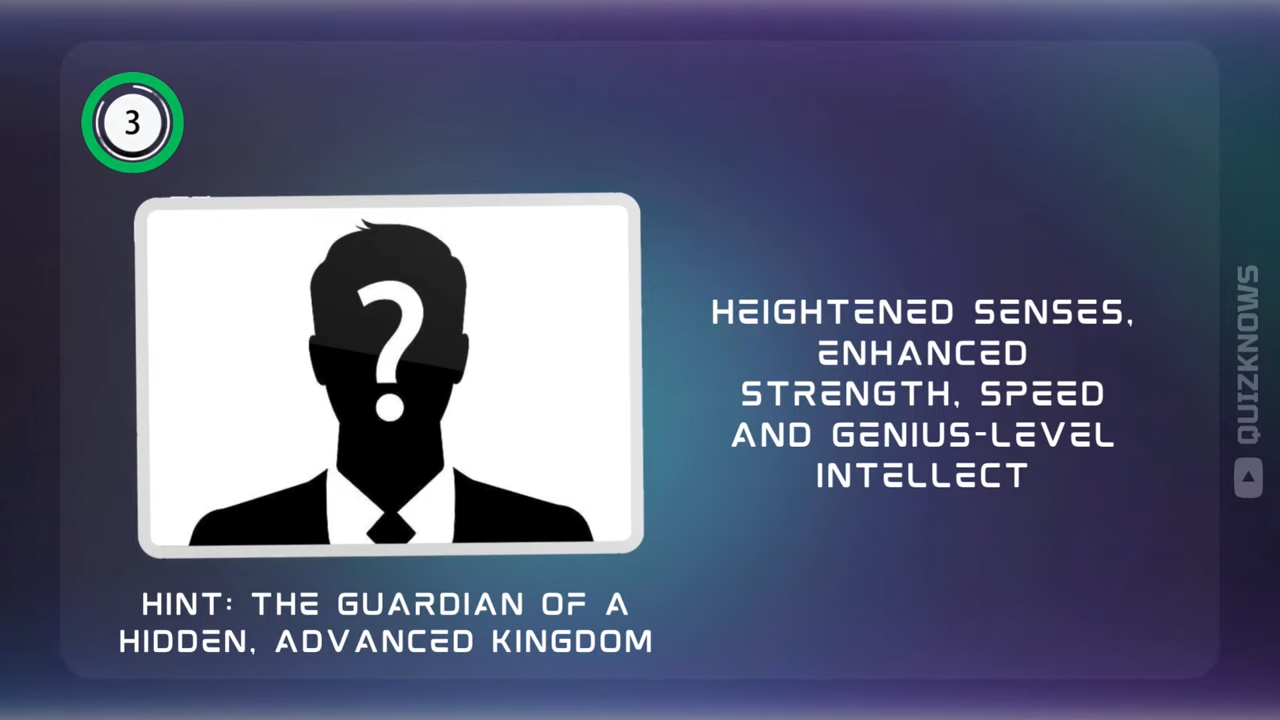 3
?
HEIGHTENED SENSES,
ENHANCED
STRENGTH, SPEED
AND GENIUS-LEVEL
INTELLECT
HINT: THE GUARDIAN OF A
HIDDEN, ADVANCED KINGDOM
QUIZKNOWS